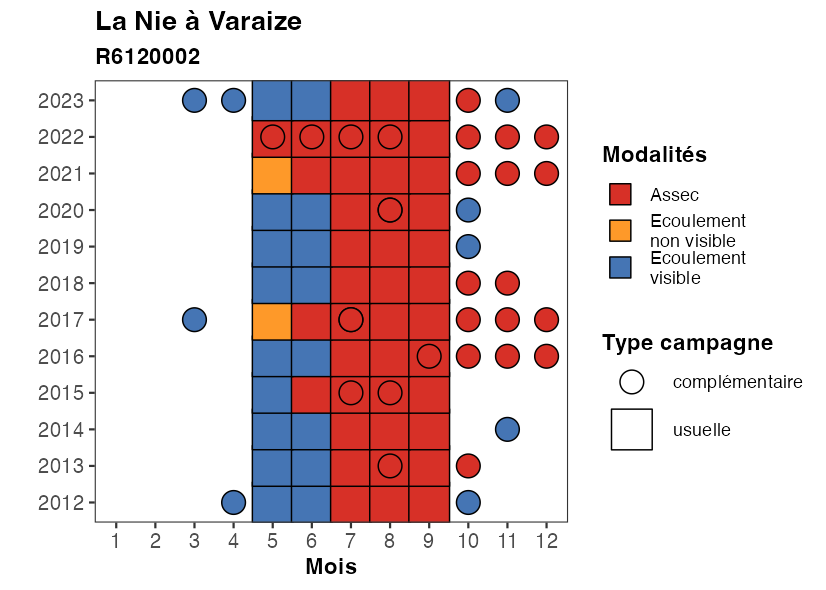 La Nie à Varaize
R6120002
2023
2022
2021
2020
2019
2018
2017
2016
2015
2014
2013
2012
1 2 3 4 5 6 7 8 9 10 11 12
Mois
Modalités
Assec
Ecoulement
non visible
Ecoulement
visible
Type campagne
complémentaire
usuelle